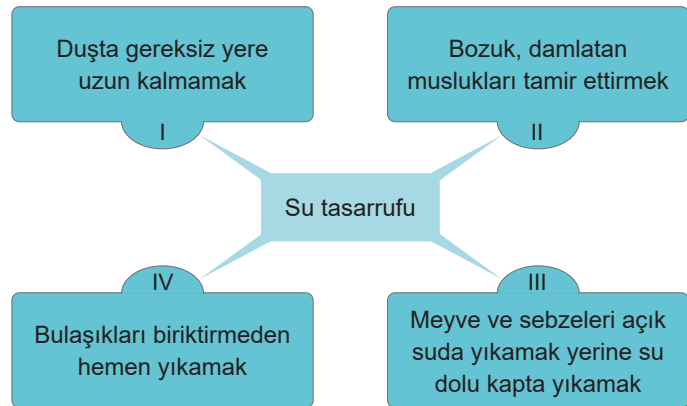 Duşta gereksiz yere
uzun kalmamak
I
Bozuk, damlatan
muslukları tamir ettirmek
II
Su tasarrufu
IV
Bulaşıkları biriktirmeden
hemen yıkamak
III
Meyve ve sebzeleri açık
suda yıkamak yerine su
dolu kapta yıkamak